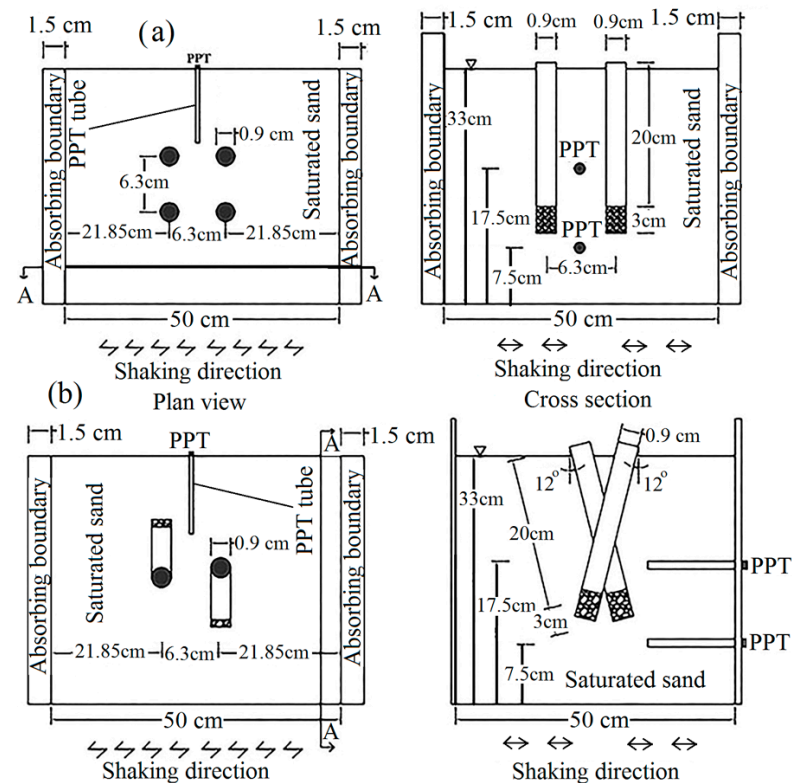 (a)
1.5 cm
1.5 cm
PPT
Absorbing boundary
PPT tube
0.9 cm
Saturated sand
Absorbing boundary
6.3cm
21.85cm
6.3cm
21.85cm
A
A
50 cm
Shaking direction
Plan view
1.5 cm
0.9cm
0.9cm
1.5 cm
Absorbing boundary
33cm
PPT
20cm
Saturated sand
Absorbing boundary
17.5cm
PPT
3cm
7.5cm
6.3cm
50 cm
Shaking direction
Cross section
(b)
1.5 cm
PPT
A
1.5 cm
Absorbing boundary
Saturated sand
PPT tube
0.9 cm
Absorbing boundary
21.85cm
6.3cm
21.85cm
50 cm
A
Shaking direction
0.9 cm
12°
12°
33cm
20cm
PPT
17.5cm
3cm
PPT
7.5cm
Saturated sand
50 cm
Shaking direction